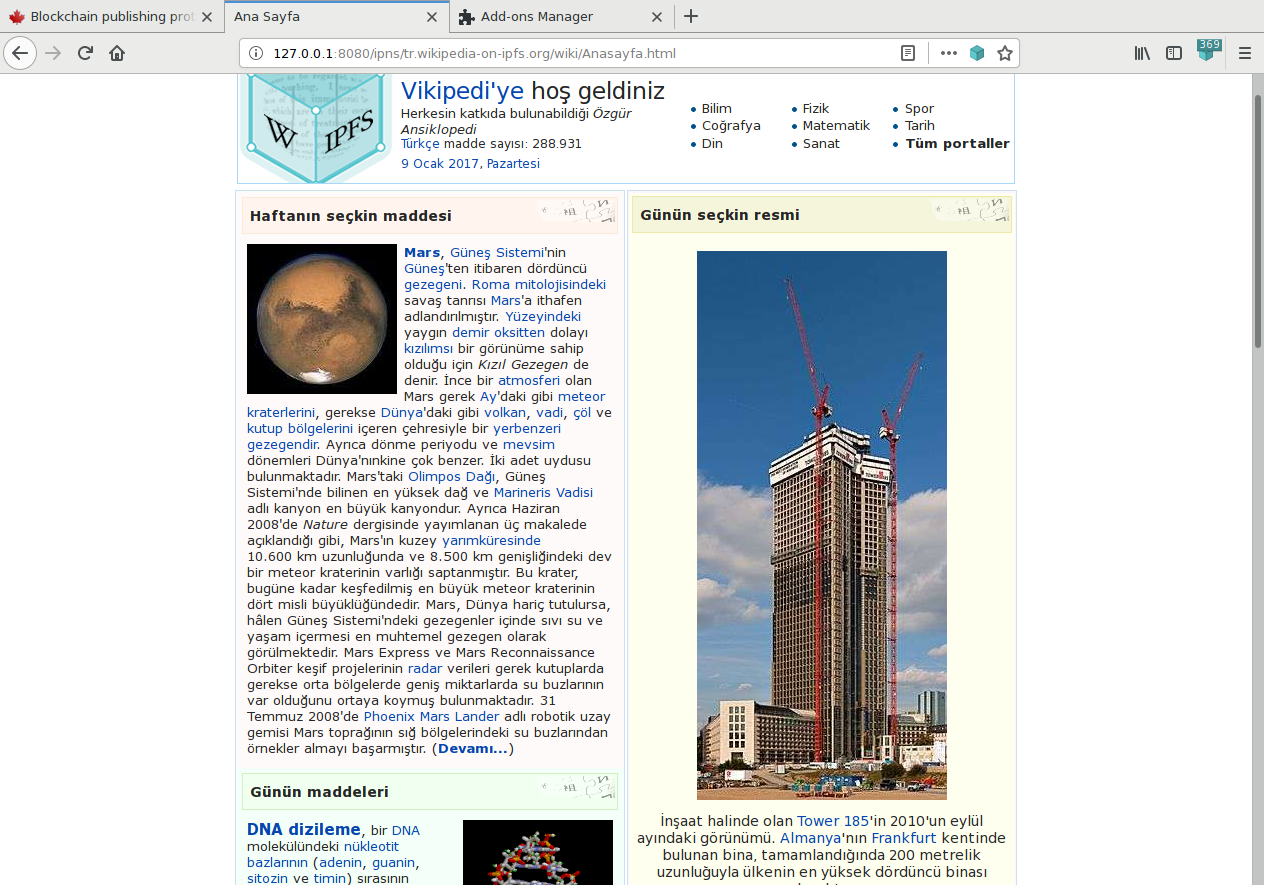 Blockchain publishing prot
Ana Sayfa
Add-ons Manager
127.0.0.1:8080/ipns/tr.wikipedia-on-ipfs.org/wiki/Anasayfa.html
369
W
IPFS
Vikipedi'ye hoş geldiniz
Herkesin katkıda bulunabildiği Özgür
Ansiklopedi
Türkçe madde sayısı: 288.931
9 Ocak 2017, Pazartesi
Bilim
Coğrafya
Din
Fizik
Matematik
Sanat
Spor
Tarih
Tüm portaller
Haftanın seçkin maddesi
Mars, Güneş Sistemi'nin
Güneş'ten itibaren dördüncü
gezegeni. Roma mitolojisindeki
savaş tanrısı Mars'a ithafen
adlandırılmıştır. Yüzeyindeki
yaygın demir oksitten dolayı
kızılımsı bir görünüme sahip
olduğu için Kızıl Gezegen de
denir. İnce bir atmosferi olan
Mars gerek Ay'daki gibi meteor
kraterlerini, gerekse Dünya'daki gibi volkan, vadi, çöl ve
kutup bölgelerini içeren çehresiyle bir yerbenzeri
gezegendir. Ayrıca dönme periyodu ve mevsim
dönemleri Dünya'nınkine çok benzer. İki adet uydusu
bulunmaktadır. Mars'taki Olimpos Dağı, Güneş
Sistemi'nde bilinen en yüksek dağ ve Marineris Vadisi
adlı kanyon en büyük kanyondur. Ayrıca Haziran
2008'de Nature dergisinde yayımlanan üç makalede
açıklandığı gibi, Mars'ın kuzey yarımküresinde
10.600 km uzunluğunda ve 8.500 km genişliğindeki dev
bir meteor kraterinin varlığı saptanmıştır. Bu krater,
bugüne kadar keşfedilmiş en büyük meteor kraterinin
dört misli büyüklüğündedir. Mars, Dünya hariç tutulursa,
hâlen Güneş Sistemi'ndeki gezegenler içinde sıvı su ve
yaşam içermesi en muhtemel gezegen olarak
görülmektedir. Mars Express ve Mars Reconnaissance
Orbiter keşif projelerinin radar verileri gerek kutuplarda
gerekse orta bölgelerde geniş miktarlarda su buzlarının
var olduğunu ortaya koymuş bulunmaktadır. 31
Temmuz 2008'de Phoenix Mars Lander adlı robotik uzay
gemisi Mars toprağının sığ bölgelerindeki su buzlarından
örnekler almayı başarmıştır. (Devamı...)
Günün maddeleri
DNA dizileme, bir DNA
molekülündeki nükleotit
bazlarının (adenin, guanin,
sitozin ve timin) sırasının
Günün seçkin resmi
İnşaat halinde olan Tower 185'in 2010'un eylül
ayındaki görünümü. Almanya'nın Frankfurt kentinde
bulunan bina, tamamlandığında 200 metrelik
uzunluğuyla ülkenin en yüksek dördüncü binası